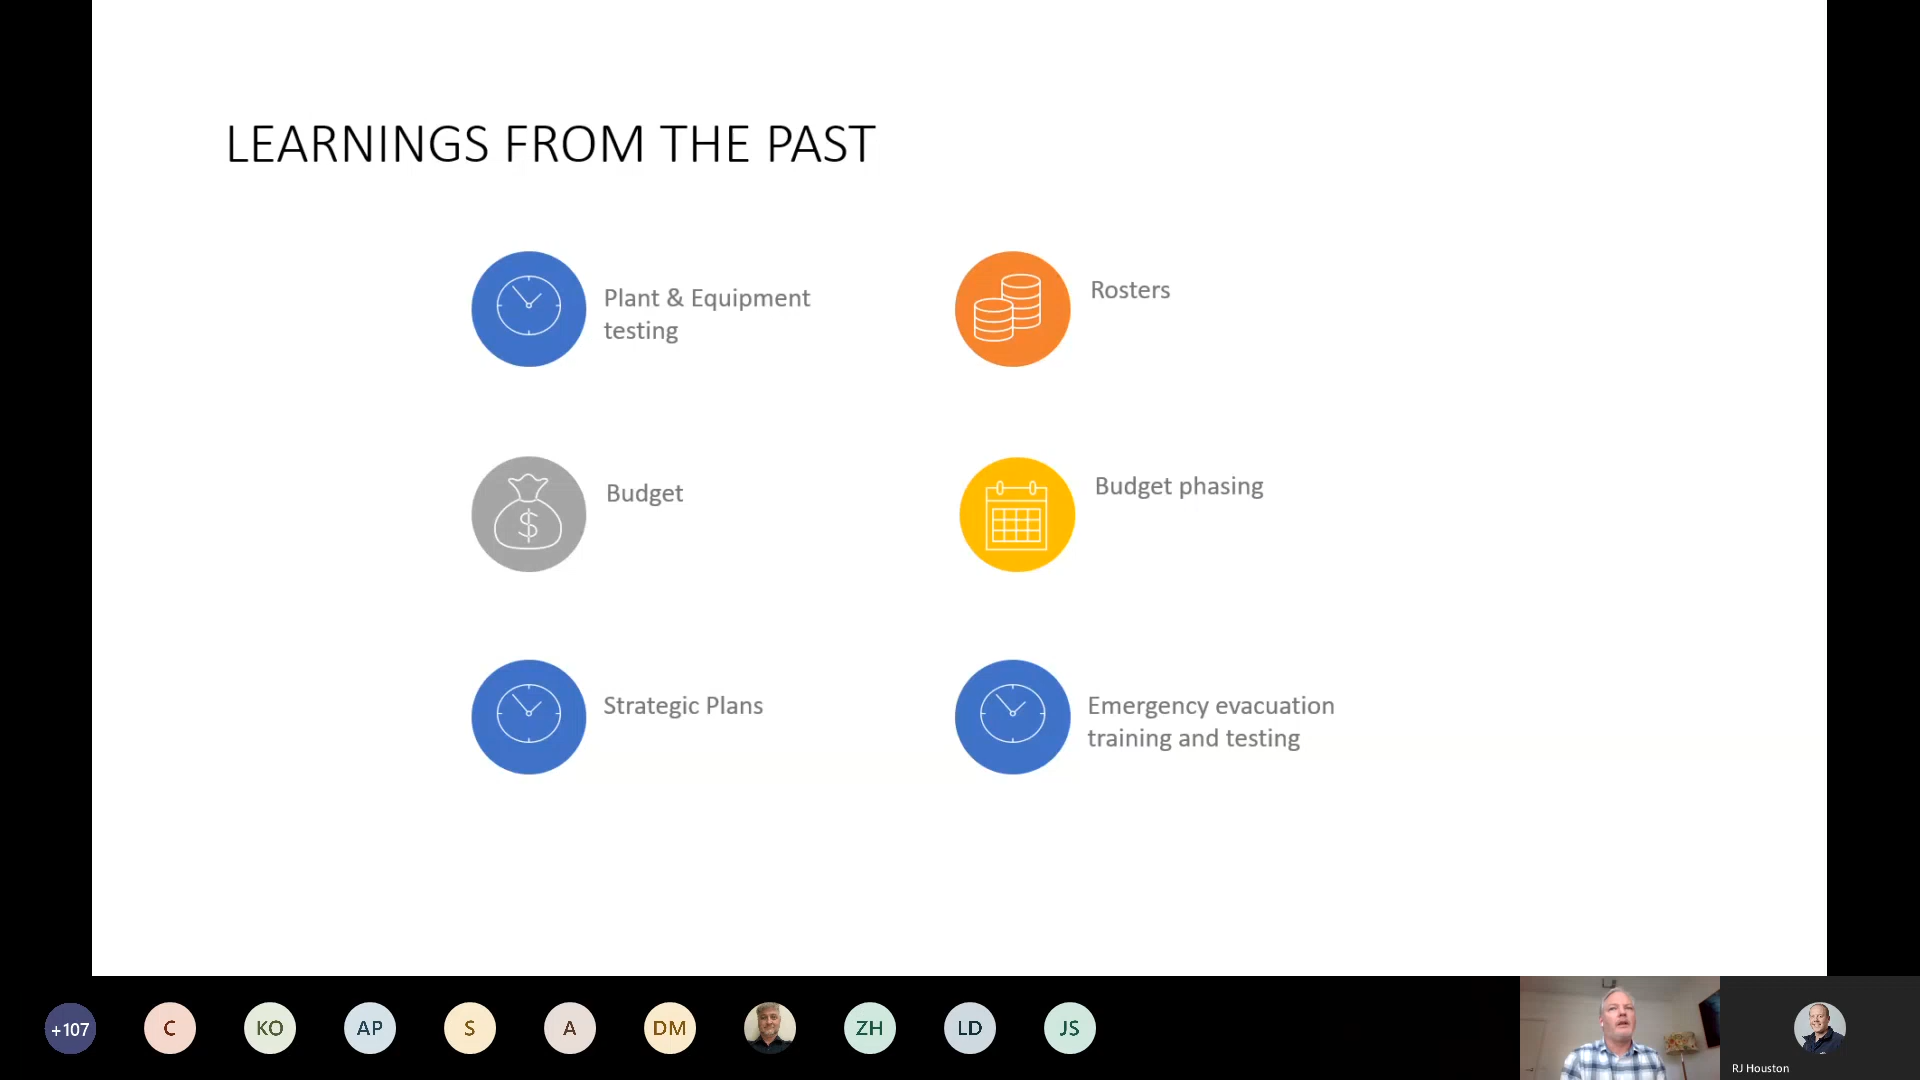 LEARNINGS FROM THE PAST
Plant & Equipment
testing
Rosters
$
Budget
Budget phasing
Strategic Plans
Emergency evacuation
training and testing
+107
C
KO
AP
S
A
DM
ZH
LD
JS
RJ Houston